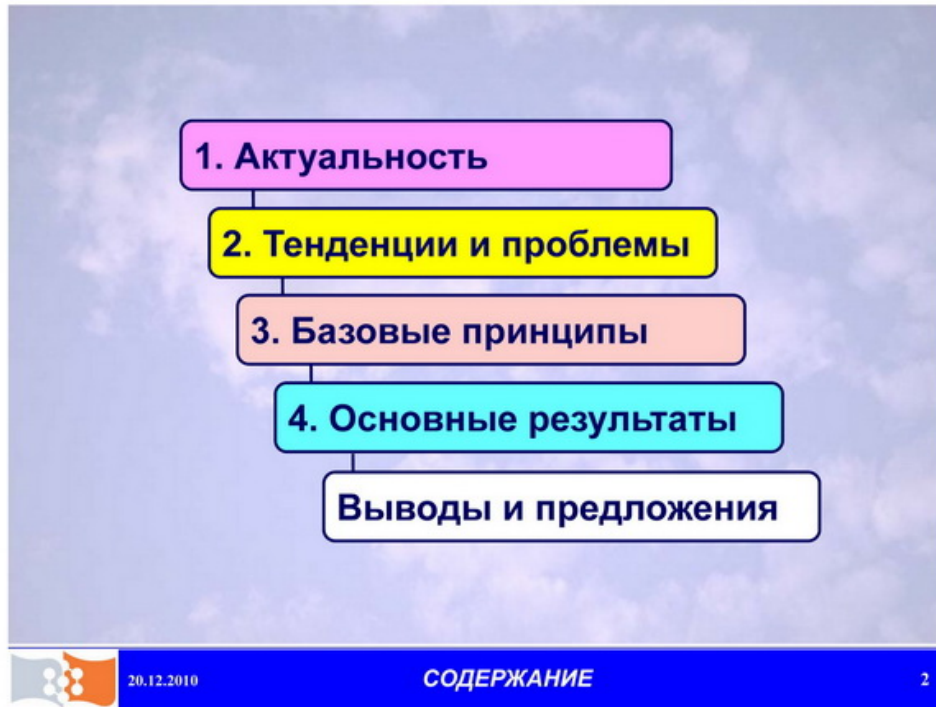 1. Актуальность
2. Тенденции и проблемы
3. Базовые принципы
4. Основные результаты
Выводы и предложения
20.12.2010 СОДЕРЖАНИЕ 2